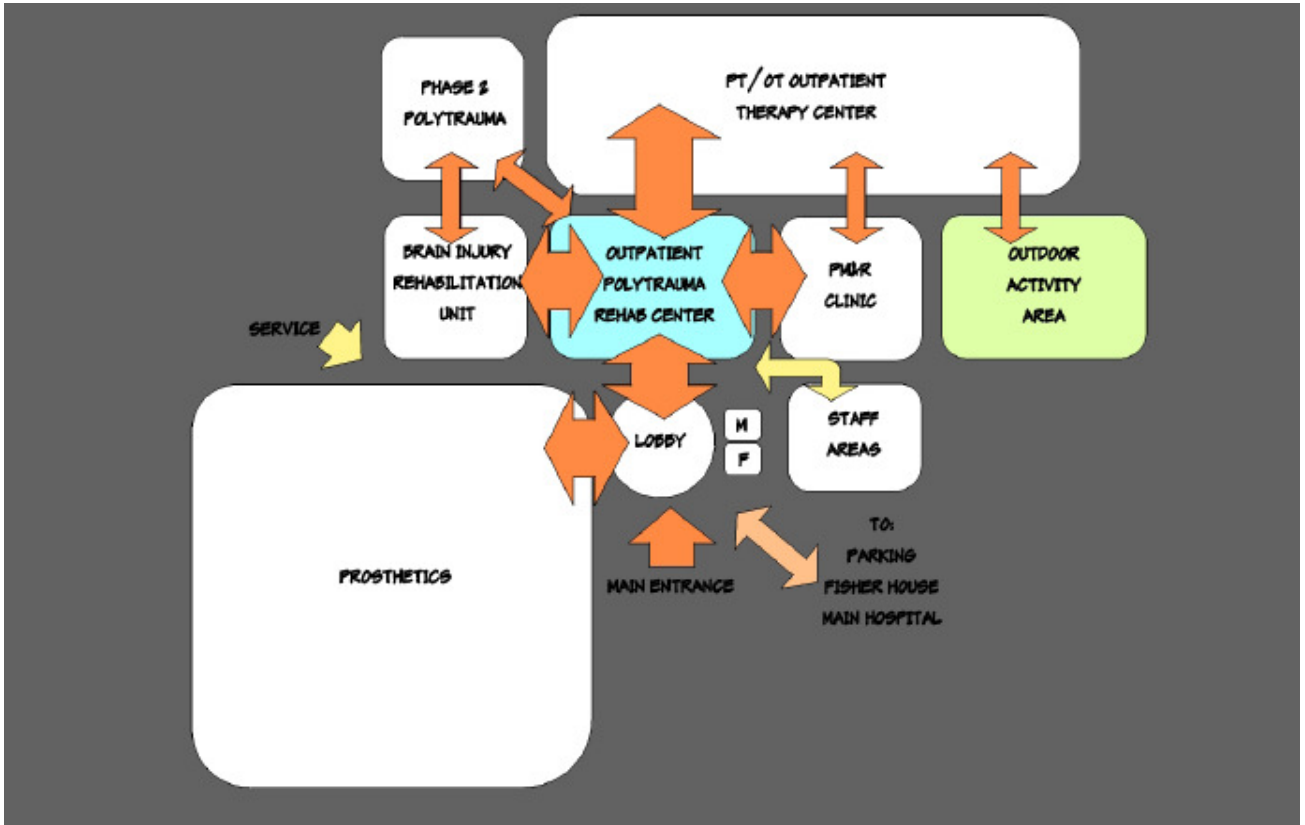 PHASE 2
POLYTRAUMA
PT/OT OUTPATIENT
THERAPY CENTER
BRAIN INJURY
REHABILITATION
UNIT
OUTPATIENT
POLYTRAUMA
REHAB CENTER
PM&R
CLINIC
OUTDOOR
ACTIVITY
AREA
SERVICE
LOBBY
M
F
STAFF
AREAS
PROSTHETICS
MAIN ENTRANCE
TO:
PARKING
FISHER HOUSE
MAIN HOSPITAL